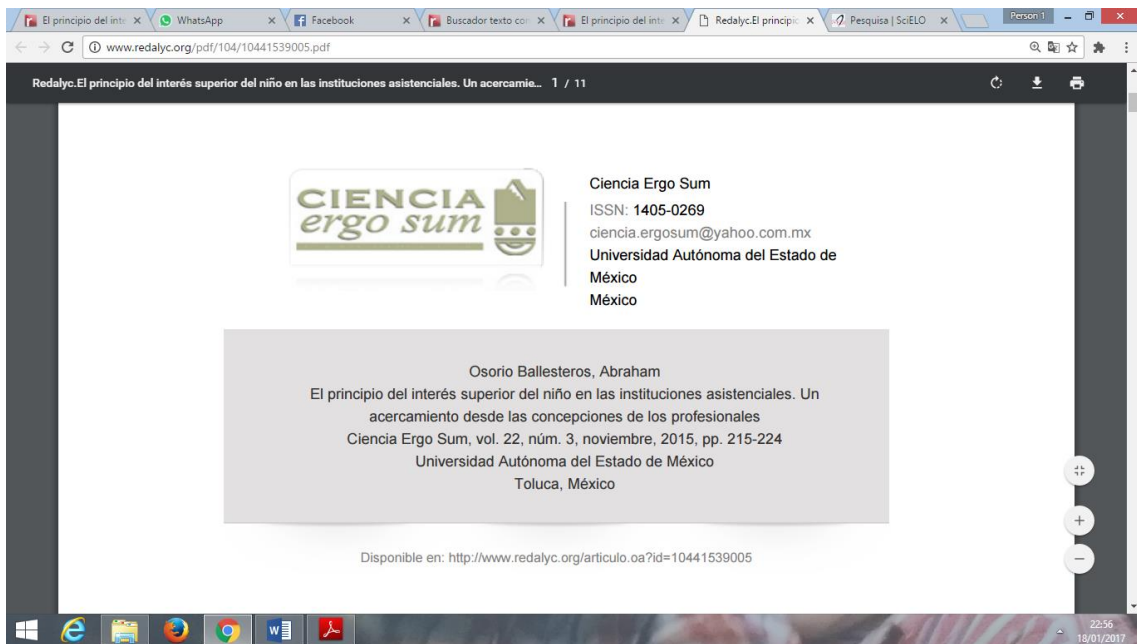 El principio del inte
WhatsApp
Facebook
Buscador texto con
El principio del inte
Redalyc.El principio
Pesquisa | SciELO
Person 1
www.redalyc.org/pdf/104/10441539005.pdf
Redalyc.El principio del interés superior del niño en las instituciones asistenciales. Un acercamie... 1 / 11
CIENCIA
ergo sum
Ciencia Ergo Sum
ISSN: 1405-0269
ciencia.ergosum@yahoo.com.mx
Universidad Autónoma del Estado de
México
México
Osorio Ballesteros, Abraham
El principio del interés superior del niño en las instituciones asistenciales. Un
acercamiento desde las concepciones de los profesionales
Ciencia Ergo Sum, vol. 22, núm. 3, noviembre, 2015, pp. 215-224
Universidad Autónoma del Estado de México
Toluca, México
Disponible en: http://www.redalyc.org/articulo.oa?id=10441539005
22:56
18/01/2017